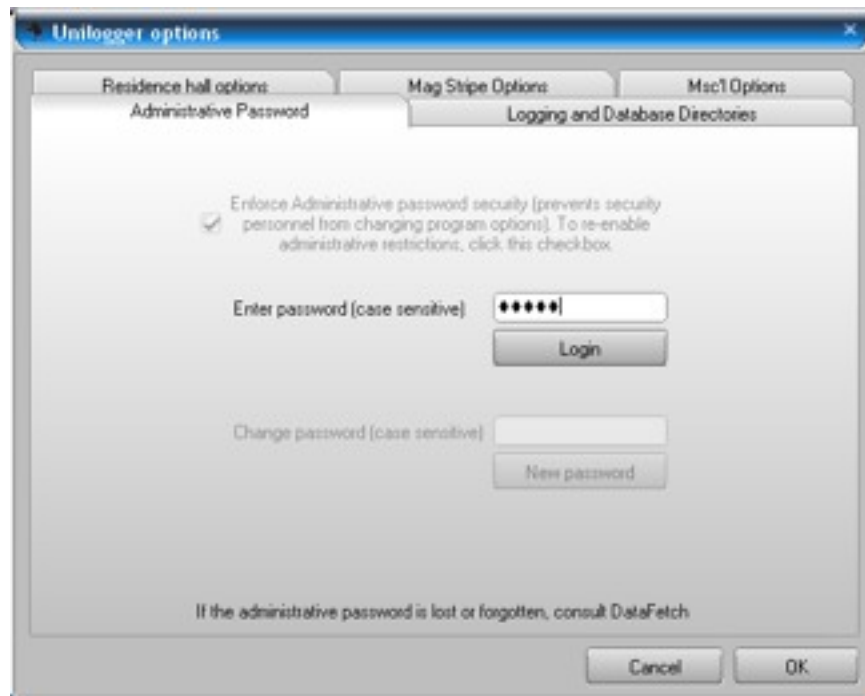 Unilogger options
Residence hall options
Mag Stripe Options
Msc1 Options
Administrative Password
Logging and Database Directories
Enforce Administrative password security (prevents security
personnel from changing program options). To re-enable
administrative restrictions, click this checkbox.
Enter password (case sensitive)
Login
Change password (case sensitive)
New password
If the administrative password is lost or forgotten, consult DataFetch
Cancel
OK